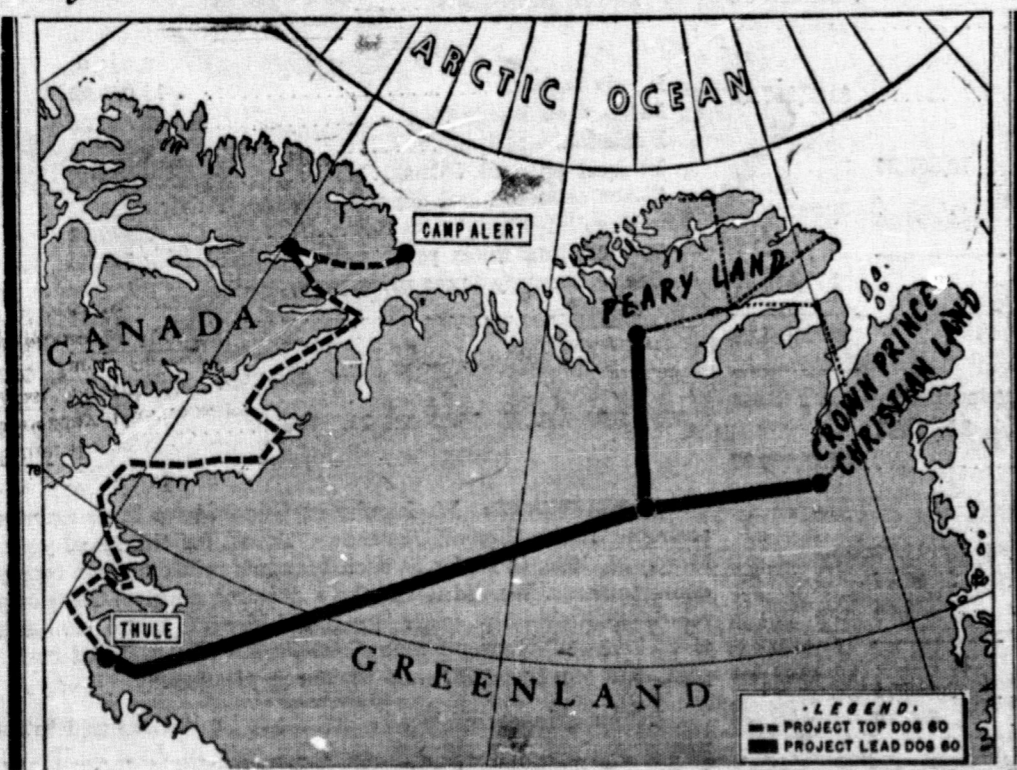 ARCTIC OCEAN
CAMP ALERT
PEARY LAND
CANADA
CROWN PRINCE
CHRISTIAN LAND
78
THULE
GREENLAND
·LEGEND·
PROJECT TOP DOG 60
PROJECT LEAD DOG 60